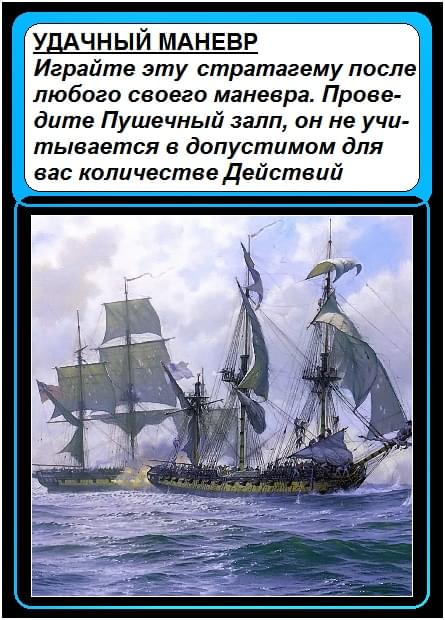 УДАЧНЫЙ МАНЕВР
Играйте эту стратагему после
любого своего маневра. Прове-
дите Пушечный залп, он не учи-
тывается в допустимом для
вас количестве Действий